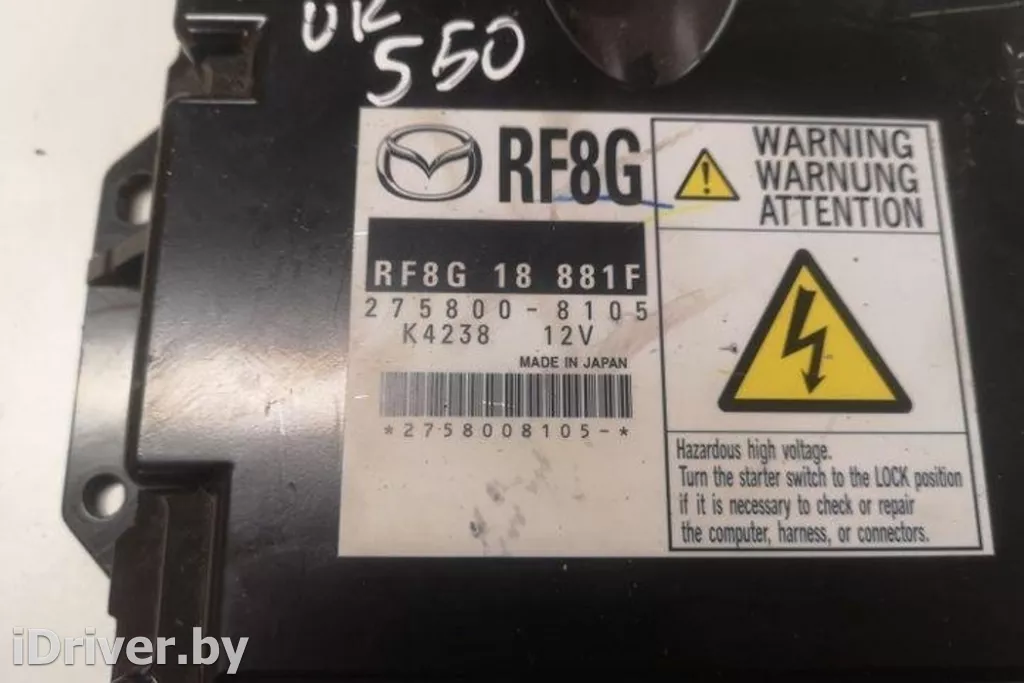 UK
550
RF8G
RF8G 18 881F
275800-8105
K4238 12V
MADE IN JAPAN
*2758008105-*
WARNING
WARNUNG
ATTENTION
Hazardous high voltage.
Turn the starter switch to the LOCK position
if it is necessary to check or repair
the computer, harness, or connectors.
iDriver.by